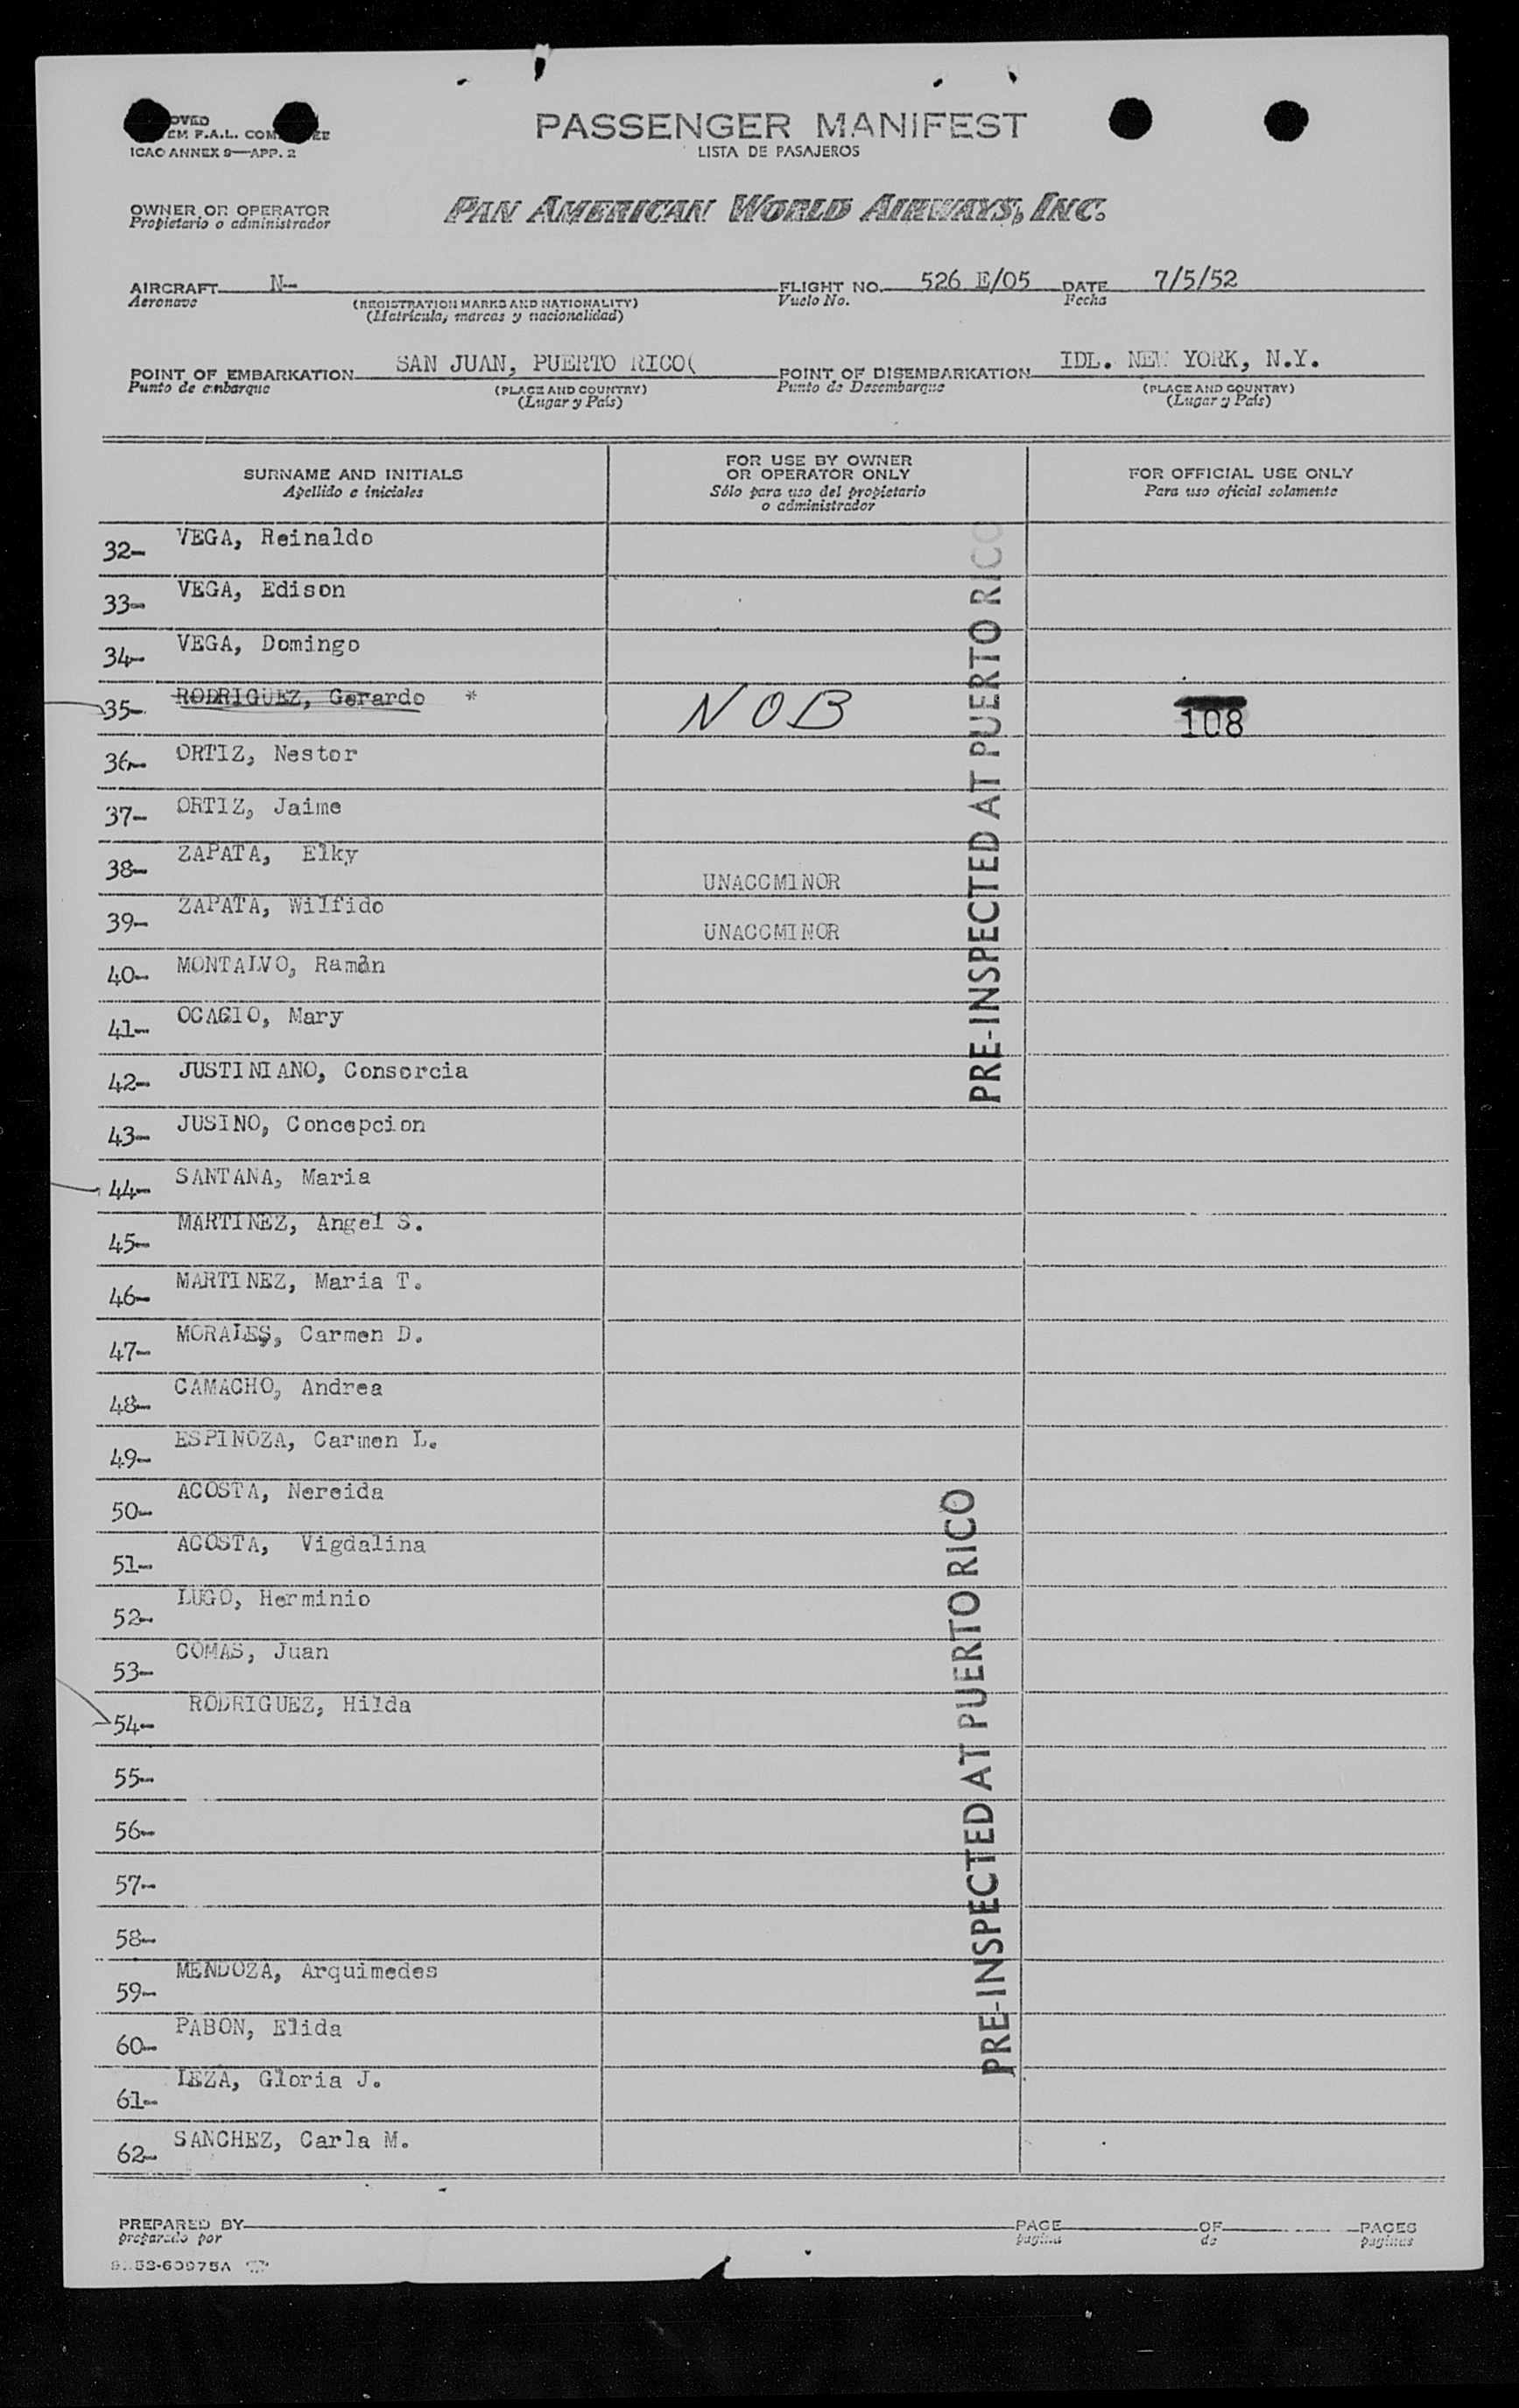 OVED
EM F.A.L. COM EE
ICAO ANNEX 9—APP. 2
PASSENGER MANIFEST
LISTA DE PASAJEROS
OWNER OR OPERATOR
Propietario o administrador
PAN AMERICAN WORLD AIRWAYS, INC.
AIRCRAFT N-
Aeronave
(REGISTRATION MARKS AND NATIONALITY)
(Matrícula, marcas y nacionalidad)
FLIGHT NO. 526 E/05 DATE 7/5/52
Vuelo No. Fecha
POINT OF EMBARKATION SAN JUAN, PUERTO RICO(
Punto de embarque
(PLACE AND COUNTRY)
(Lugar y País)
POINT OF DISEMBARKATION IDL. NEW YORK, N.Y.
Punto de Desembarque
(PLACE AND COUNTRY)
(Lugar y País)
SURNAME AND INITIALS
Apellido e iniciales
FOR USE BY OWNER
OR OPERATOR ONLY
Sólo para uso del propietario
o administrador
FOR OFFICIAL USE ONLY
Para uso oficial solamente
32- VEGA, Reinaldo
33- VEGA, Edison
34- VEGA, Domingo
35- RODRIGUEZ, Gerardo * NOB 108
36- ORTIZ, Nestor
37- ORTIZ, Jaime
38- ZAPATA, Elky UNACCMINOR
39- ZAPATA, Wilfido UNACCMINOR
40- MONTALVO, Ramón
41- OCASIO, Mary
42- JUSTINIANO, Consorcia
43- JUSINO, Concepcion
44- SANTANA, Maria
45- MARTINEZ, Angel S.
46- MARTINEZ, Maria T.
47- MORALES, Carmen D.
48- CAMACHO, Andrea
49- ESPINOZA, Carmen L.
50- ACOSTA, Nereida
51- ACOSTA, Vigdalina
52- LUGO, Herminio
53- COMAS, Juan
54- RODRIGUEZ, Hilda
55-
56-
57-
58-
59- MENDOZA, Arquimedes
60- PABON, Elida
61- LEZA, Gloria J.
62- SANCHEZ, Carla M.
PRE-INSPECTED AT PUERTO RICO
PRE-INSPECTED AT PUERTO RICO
PREPARED BY
preparado por
PAGE OF PAGES
página de páginas